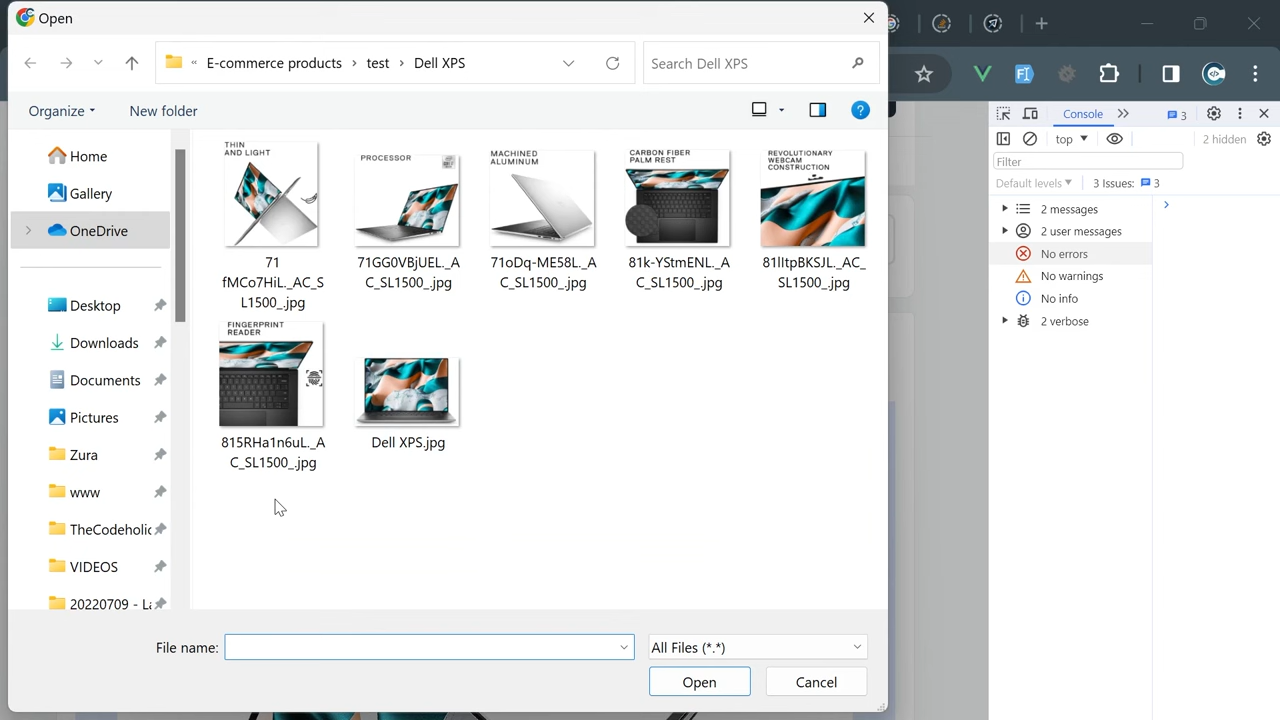 Open
« E-commerce products › test › Dell XPS
Search Dell XPS
Organize
New folder
Home
Gallery
OneDrive
Desktop
Downloads
Documents
Pictures
Zura
www
TheCodeholic
VIDEOS
20220709 - L
THIN
AND LIGHT
71
fMCo7HiL._AC_S
L1500_.jpg
PROCESSOR
71GG0VBjUEL._A
C_SL1500_.jpg
MACHINED
ALUMINUM
71oDq-ME58L._A
C_SL1500_.jpg
CARBON FIBER
PALM REST
81k-YStmENL._A
C_SL1500_.jpg
REVOLUTIONARY
WEBCAM
CONSTRUCTION
81lItpBKSJL._AC_
SL1500_.jpg
FINGERPRINT
READER
815RHa1n6uL._A
C_SL1500_.jpg
Dell XPS.jpg
File name:
All Files (*.*)
Open
Cancel
Console
3
top
2 hidden
Filter
Default levels
3 Issues:
3
2 messages
2 user messages
No errors
No warnings
No info
2 verbose